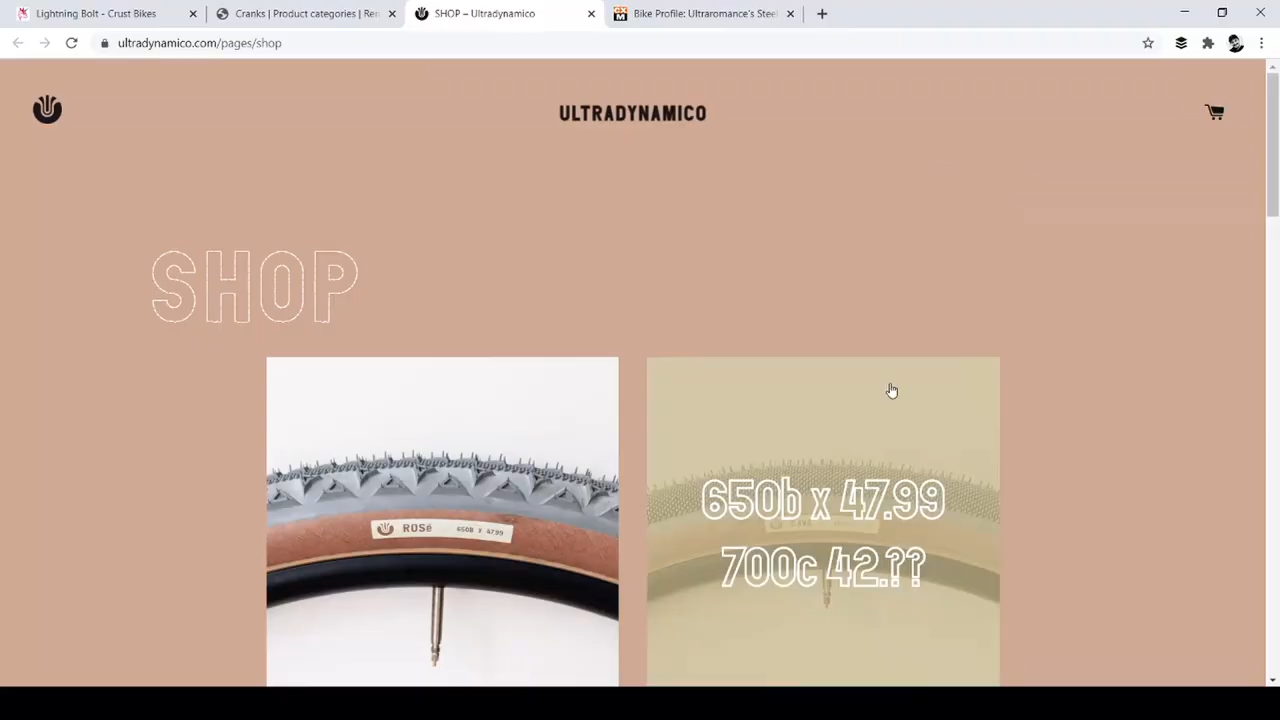 Lightning Bolt - Crust Bikes
Cranks | Product categories | Ren
SHOP – Ultradynamico
Bike Profile: Ultraromance's Steel
ultradynamico.com/pages/shop
ULTRADYNAMICO
SHOP
ROSé 650B X 47.99
650b x 47.99
700c 42.??